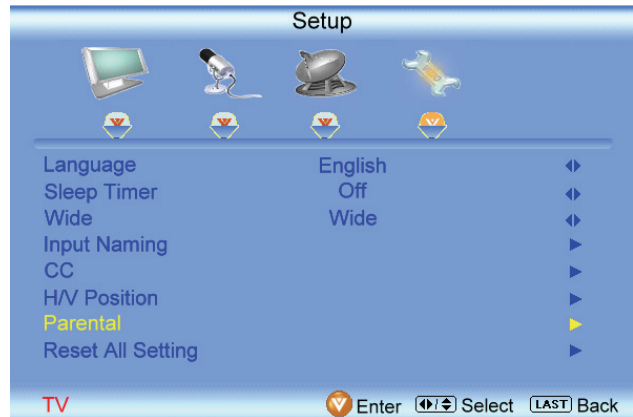 Setup
Language English
Sleep Timer Off
Wide Wide
Input Naming
CC
H/V Position
Parental
Reset All Setting
TV Enter Select LAST Back